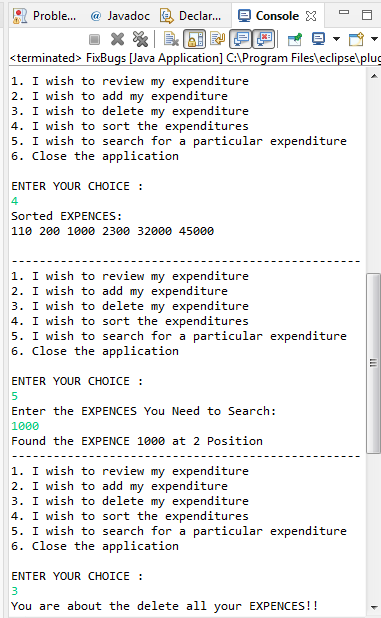 Proble... @ Javadoc Declar... Console
<terminated> FixBugs [Java Application] C:\Program Files\eclipse\plug
1. I wish to review my expenditure
2. I wish to add my expenditure
3. I wish to delete my expenditure
4. I wish to sort the expenditures
5. I wish to search for a particular expenditure
6. Close the application
ENTER YOUR CHOICE :
4
Sorted EXPENCES:
110 200 1000 2300 32000 45000
--------------------------------------------------
1. I wish to review my expenditure
2. I wish to add my expenditure
3. I wish to delete my expenditure
4. I wish to sort the expenditures
5. I wish to search for a particular expenditure
6. Close the application
ENTER YOUR CHOICE :
5
Enter the EXPENCES You Need to Search:
1000
Found the EXPENCE 1000 at 2 Position
--------------------------------------------------
1. I wish to review my expenditure
2. I wish to add my expenditure
3. I wish to delete my expenditure
4. I wish to sort the expenditures
5. I wish to search for a particular expenditure
6. Close the application
ENTER YOUR CHOICE :
3
You are about the delete all your EXPENCES!!